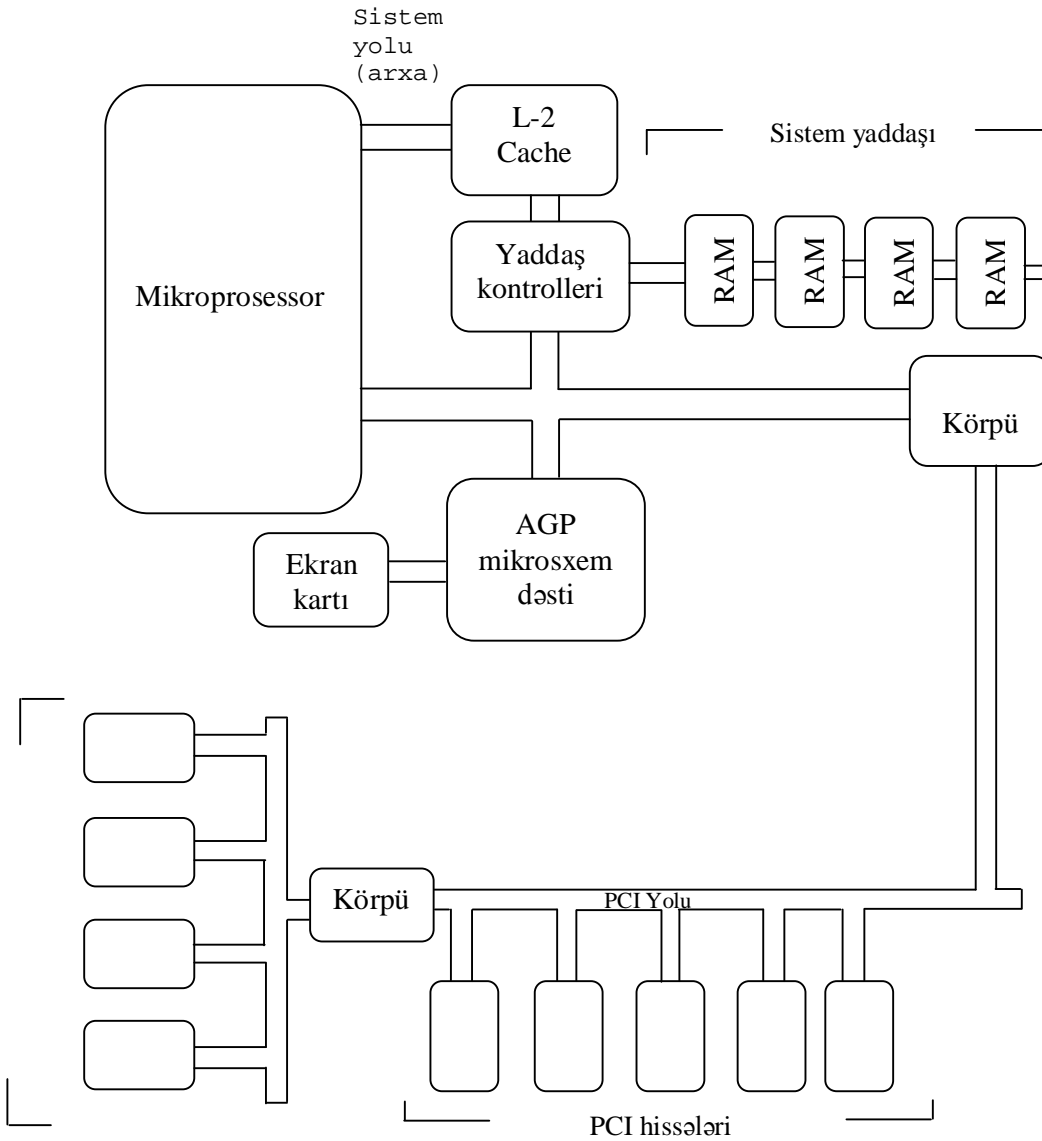 Sistem
yolu
(arxa)
L-2
Cache
Sistem yaddaşı
Mikroprosessor
Yaddaş
kontrolleri
RAM
RAM
RAM
RAM
Körpü
AGP
mikrosxem
dəsti
Ekran
kartı
Körpü
PCI Yolu
PCI hissələri